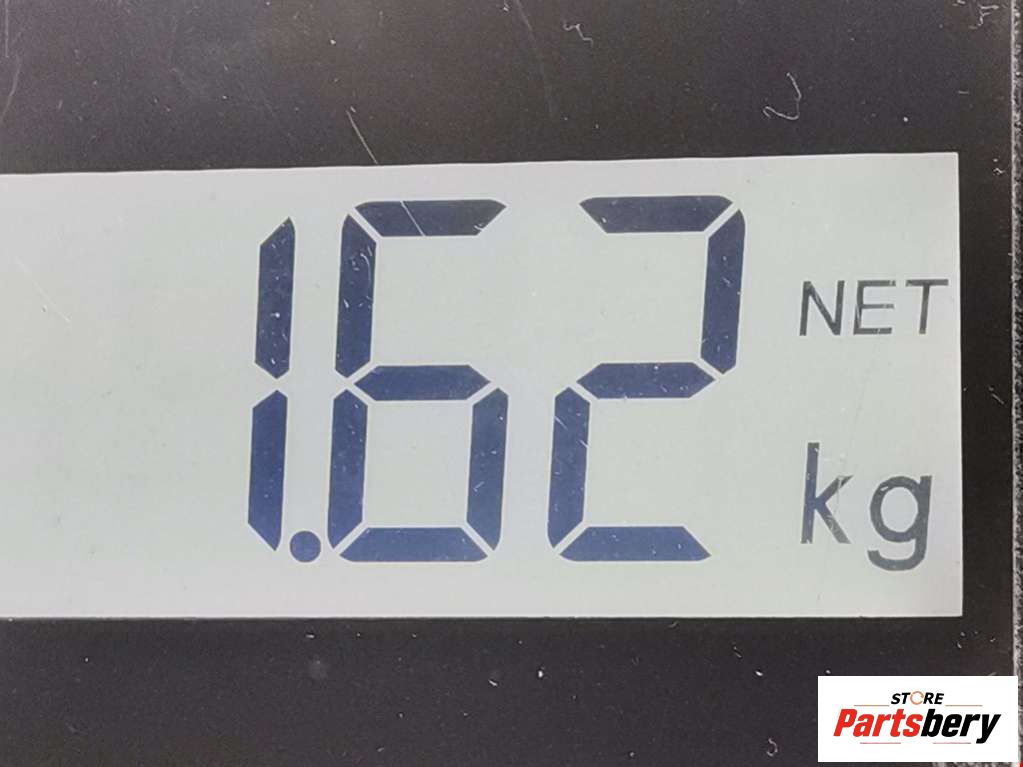 1.62 NET
kg
STORE
Partsbery